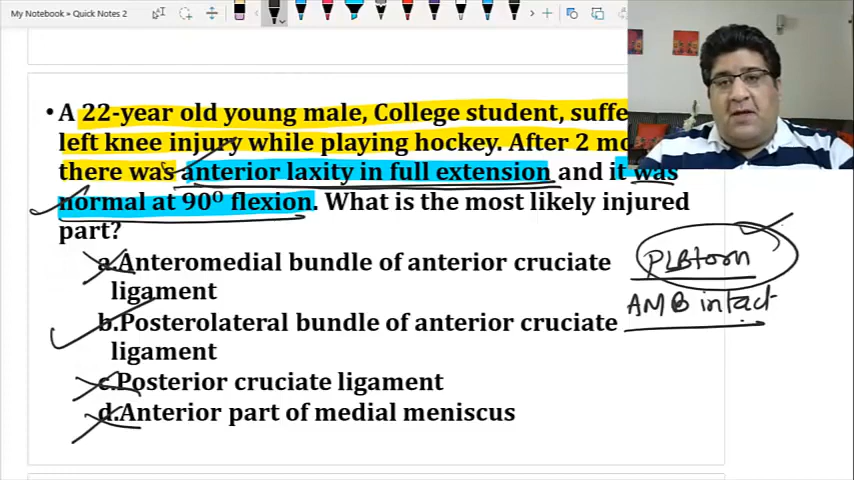 My Notebook » Quick Notes 2
• A 22-year old young male, College student, suffe
left knee injury while playing hockey. After 2 mo
there was anterior laxity in full extension and it was
normal at 90⁰ flexion. What is the most likely injured
part?
a.Anteromedial bundle of anterior cruciate
ligament
b.Posterolateral bundle of anterior cruciate
ligament
c.Posterior cruciate ligament
d.Anterior part of medial meniscus
PLB torn
AMB intact